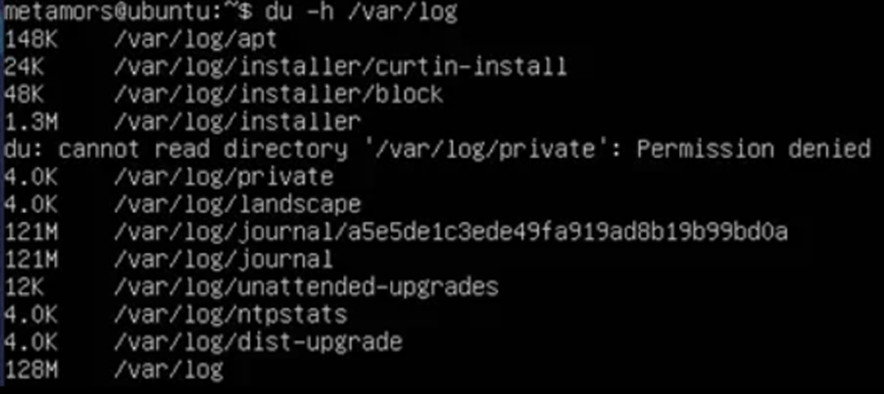 metamors@ubuntu:~$ du -h /var/log
148K /var/log/apt
24K /var/log/installer/curtin-install
48K /var/log/installer/block
1.3M /var/log/installer
du: cannot read directory '/var/log/private': Permission denied
4.0K /var/log/private
4.0K /var/log/landscape
121M /var/log/journal/a5e5de1c3ede49fa919ad8b19b99bd0a
121M /var/log/journal
12K /var/log/unattended-upgrades
4.0K /var/log/ntpstats
4.0K /var/log/dist-upgrade
128M /var/log